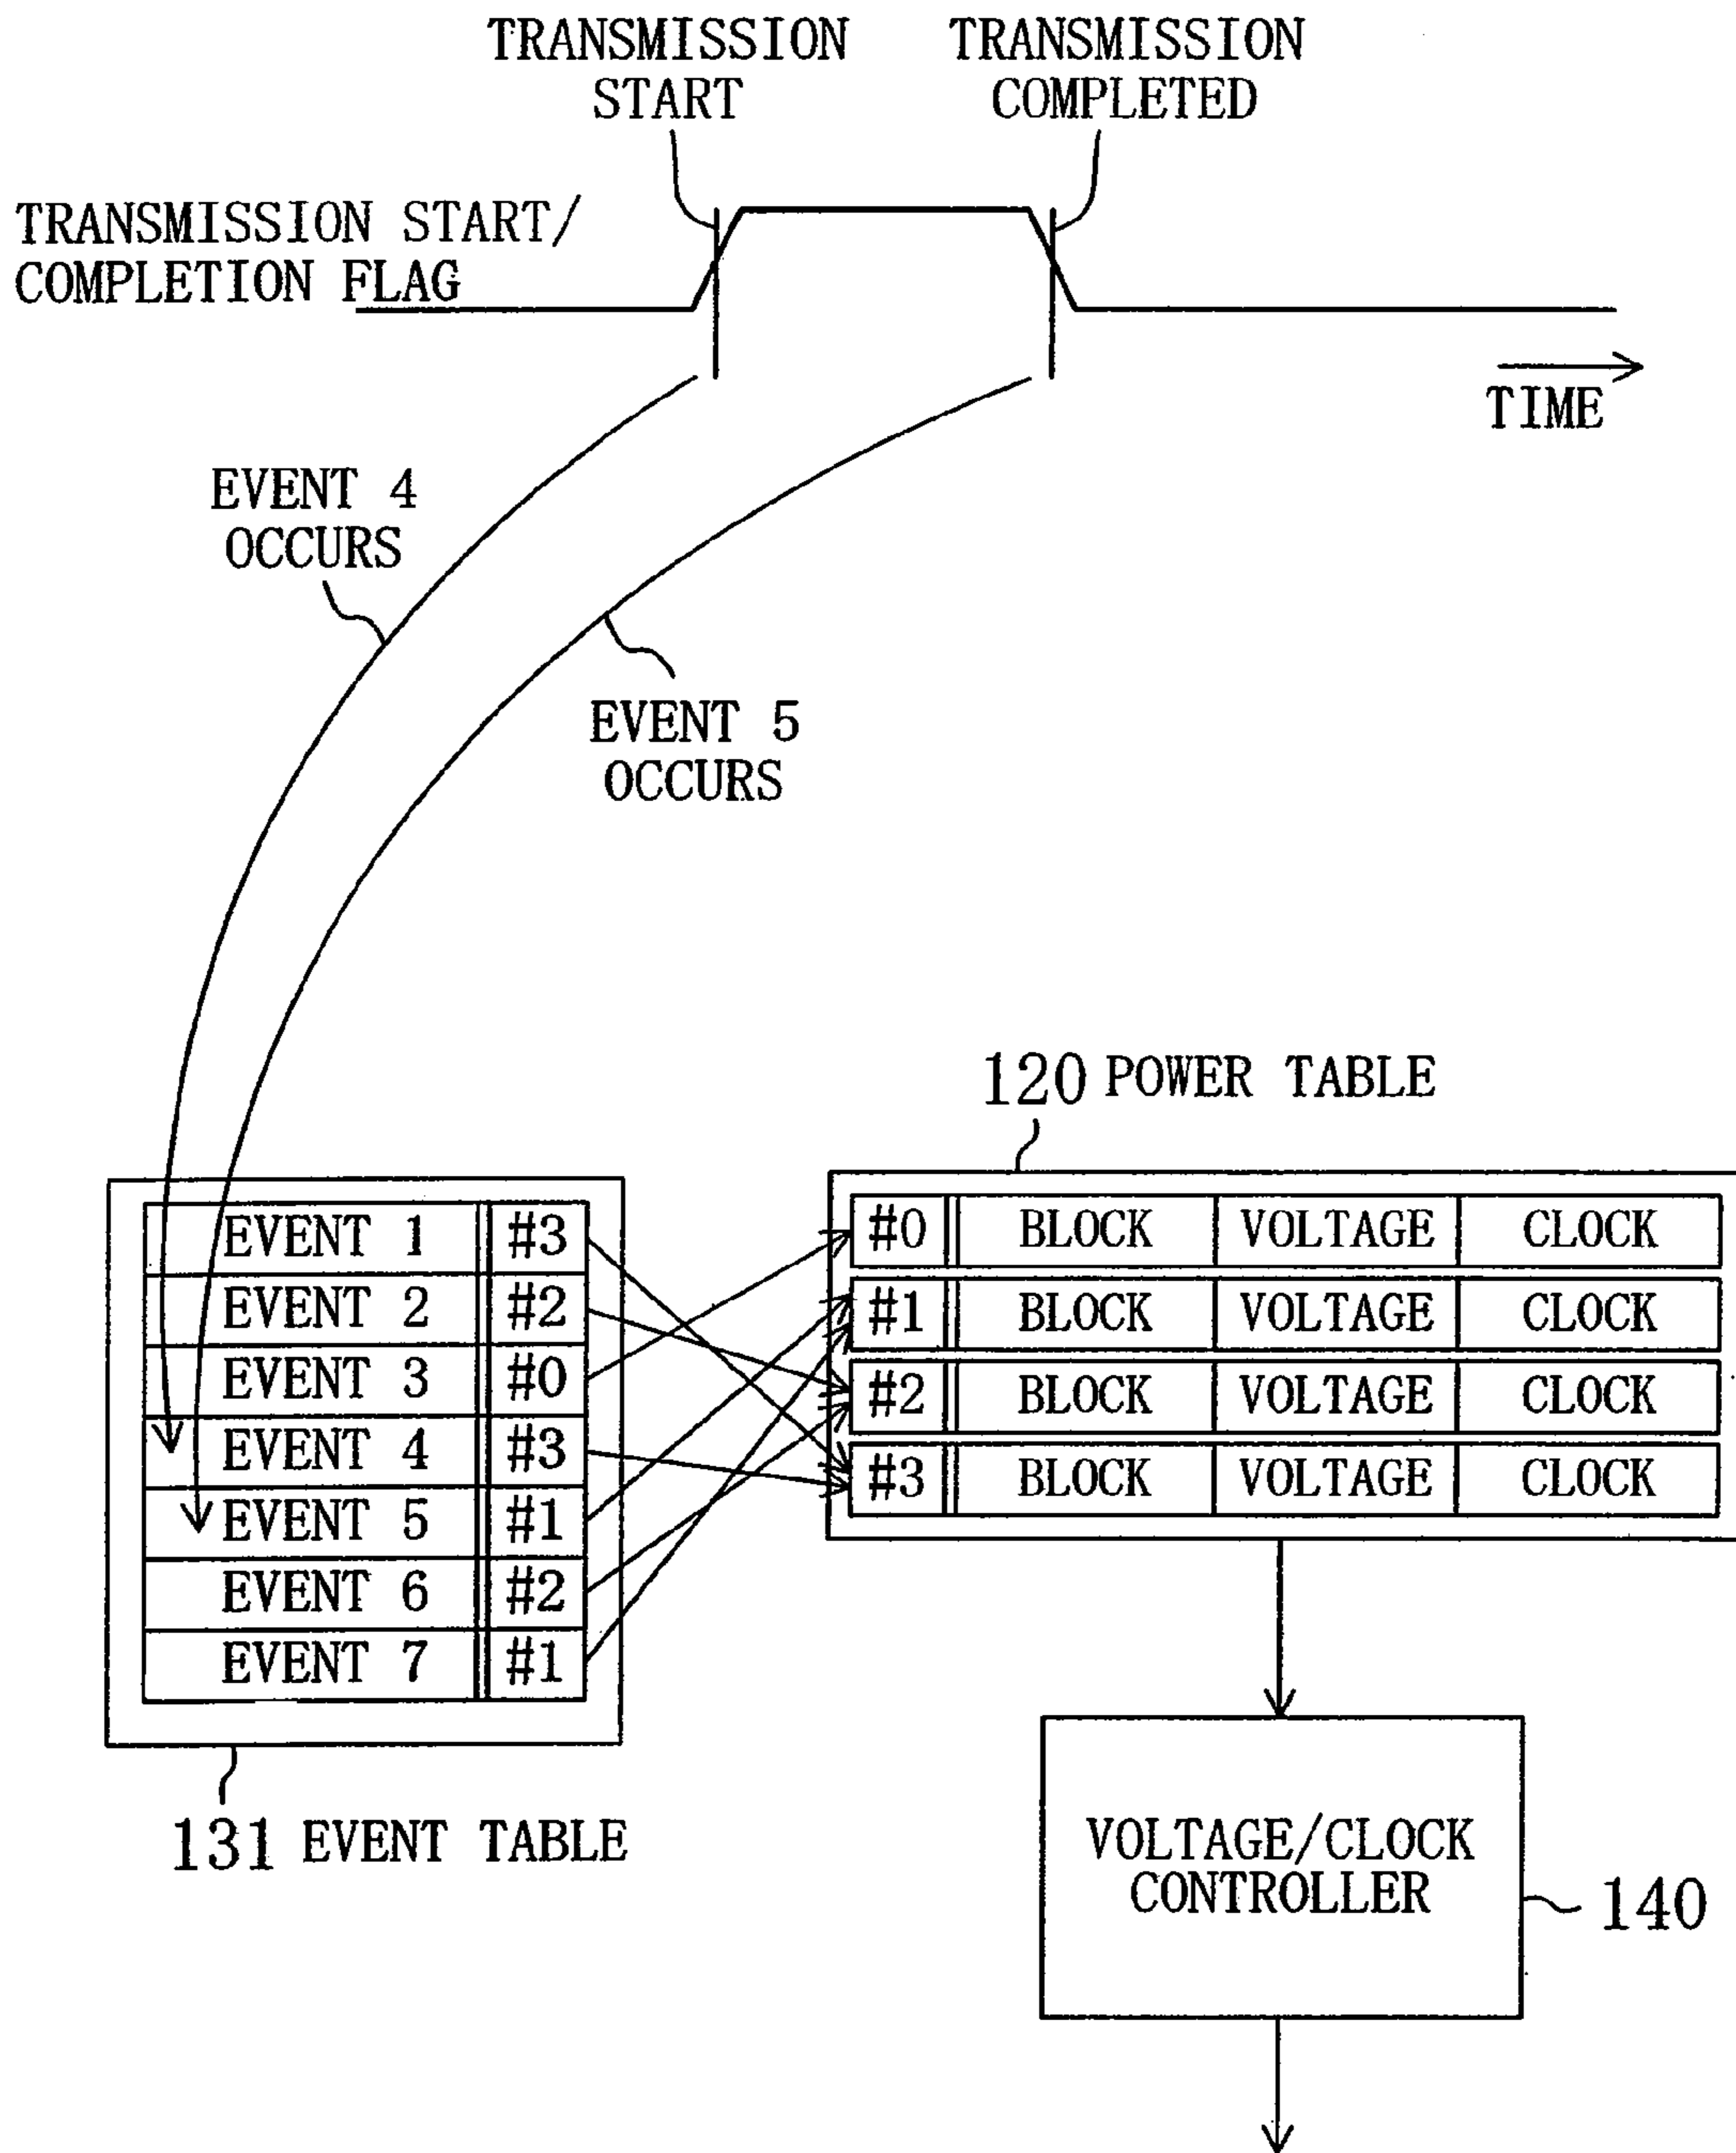 TRANSMISSION START
TRANSMISSION COMPLETED
TRANSMISSION START/
COMPLETION FLAG
TIME
EVENT 4
OCCURS
EVENT 5
OCCURS
120 POWER TABLE
EVENT 1 #3
EVENT 2 #2
EVENT 3 #0
EVENT 4 #3
EVENT 5 #1
EVENT 6 #2
EVENT 7 #1
#0 BLOCK VOLTAGE CLOCK
#1 BLOCK VOLTAGE CLOCK
#2 BLOCK VOLTAGE CLOCK
#3 BLOCK VOLTAGE CLOCK
131 EVENT TABLE
VOLTAGE/CLOCK
CONTROLLER
140